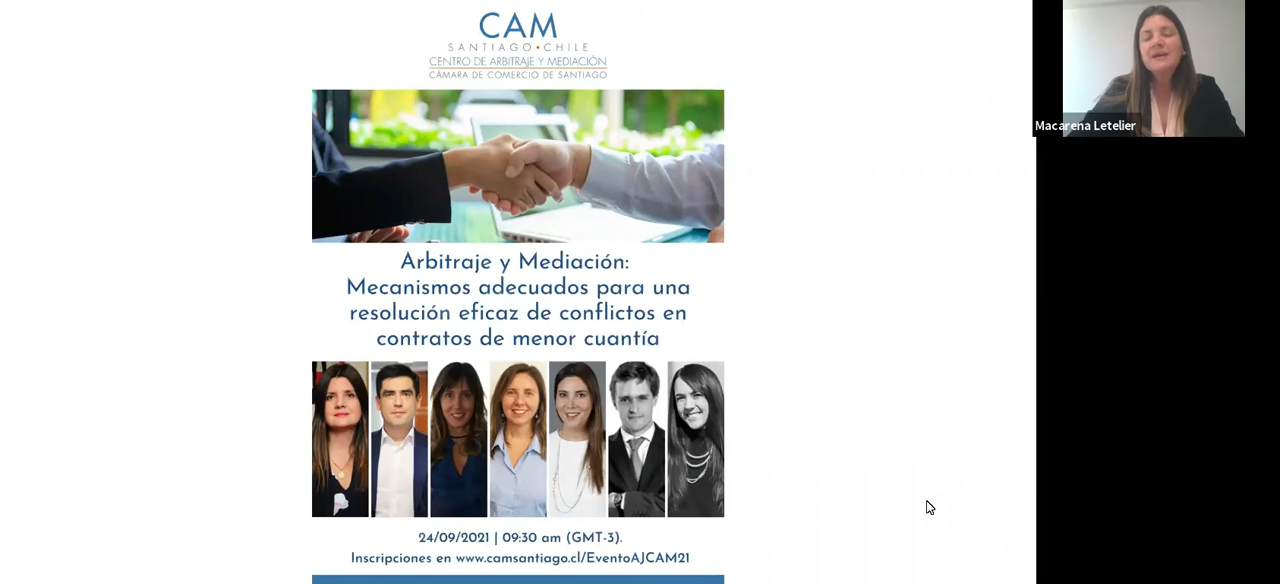 CAM
SANTIAGO•CHILE
CENTRO DE ARBITRAJE Y MEDIACIÓN
CÁMARA DE COMERCIO DE SANTIAGO
Macarena Letelier
Arbitraje y Mediación:
Mecanismos adecuados para una
resolución eficaz de conflictos en
contratos de menor cuantía
24/09/2021 | 09:30 am (GMT-3).
Inscripciones en www.camsantiago.cl/EventoAJCAM21